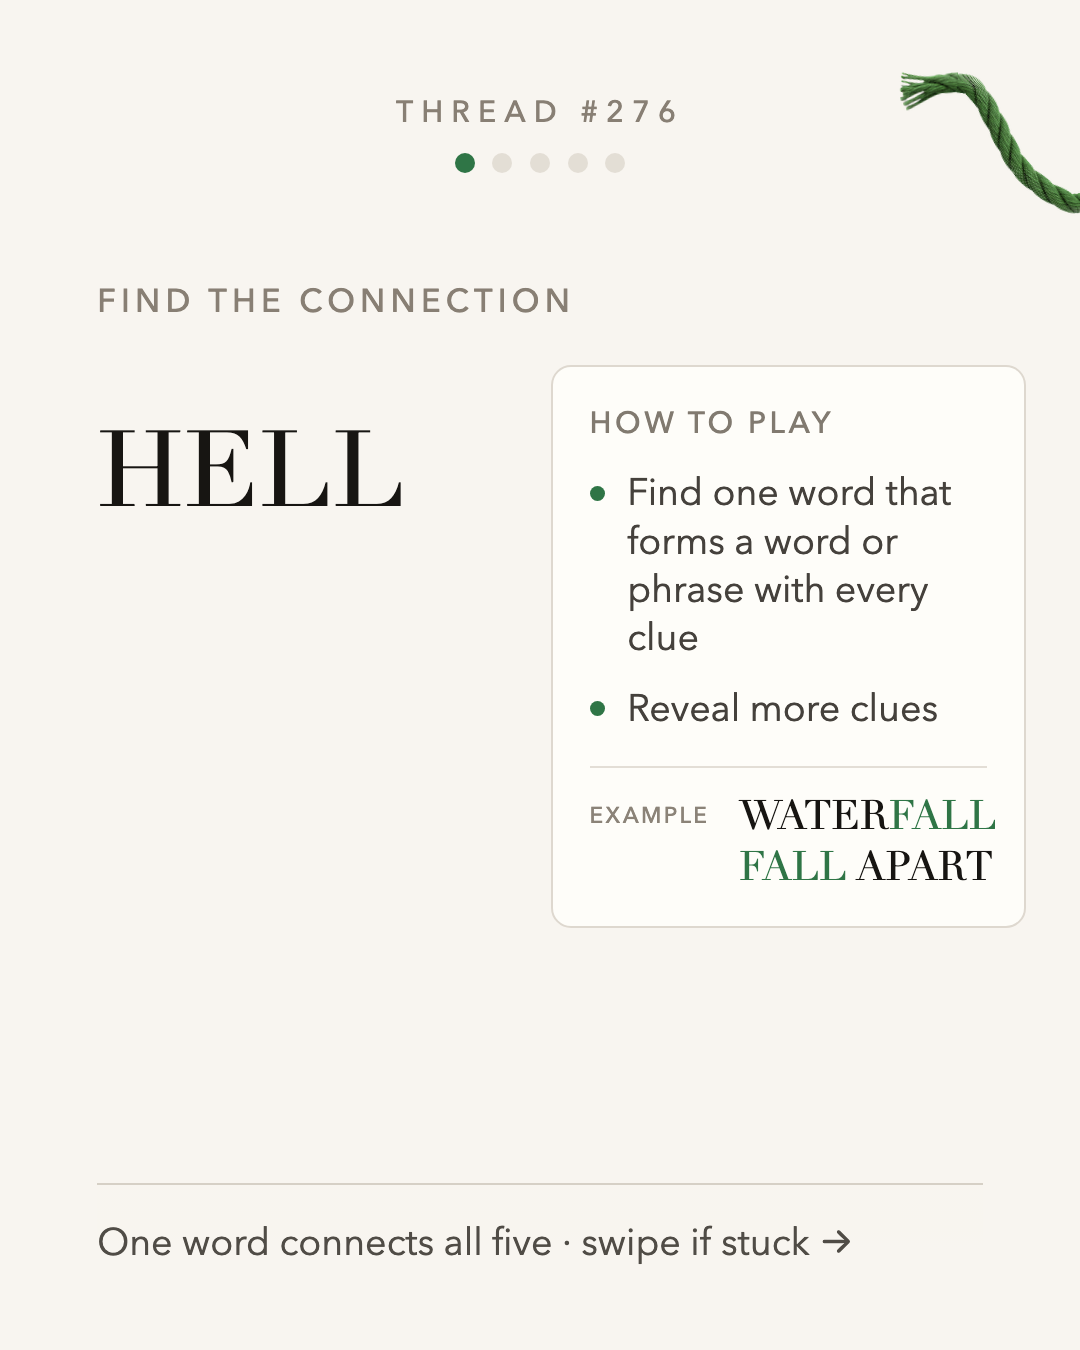 THREAD #276
FIND THE CONNECTION
HELL
HOW TO PLAY
Find one word that
forms a word or
phrase with every
clue
Reveal more clues
EXAMPLE WATERFALL
FALL APART
One word connects all five · swipe if stuck →